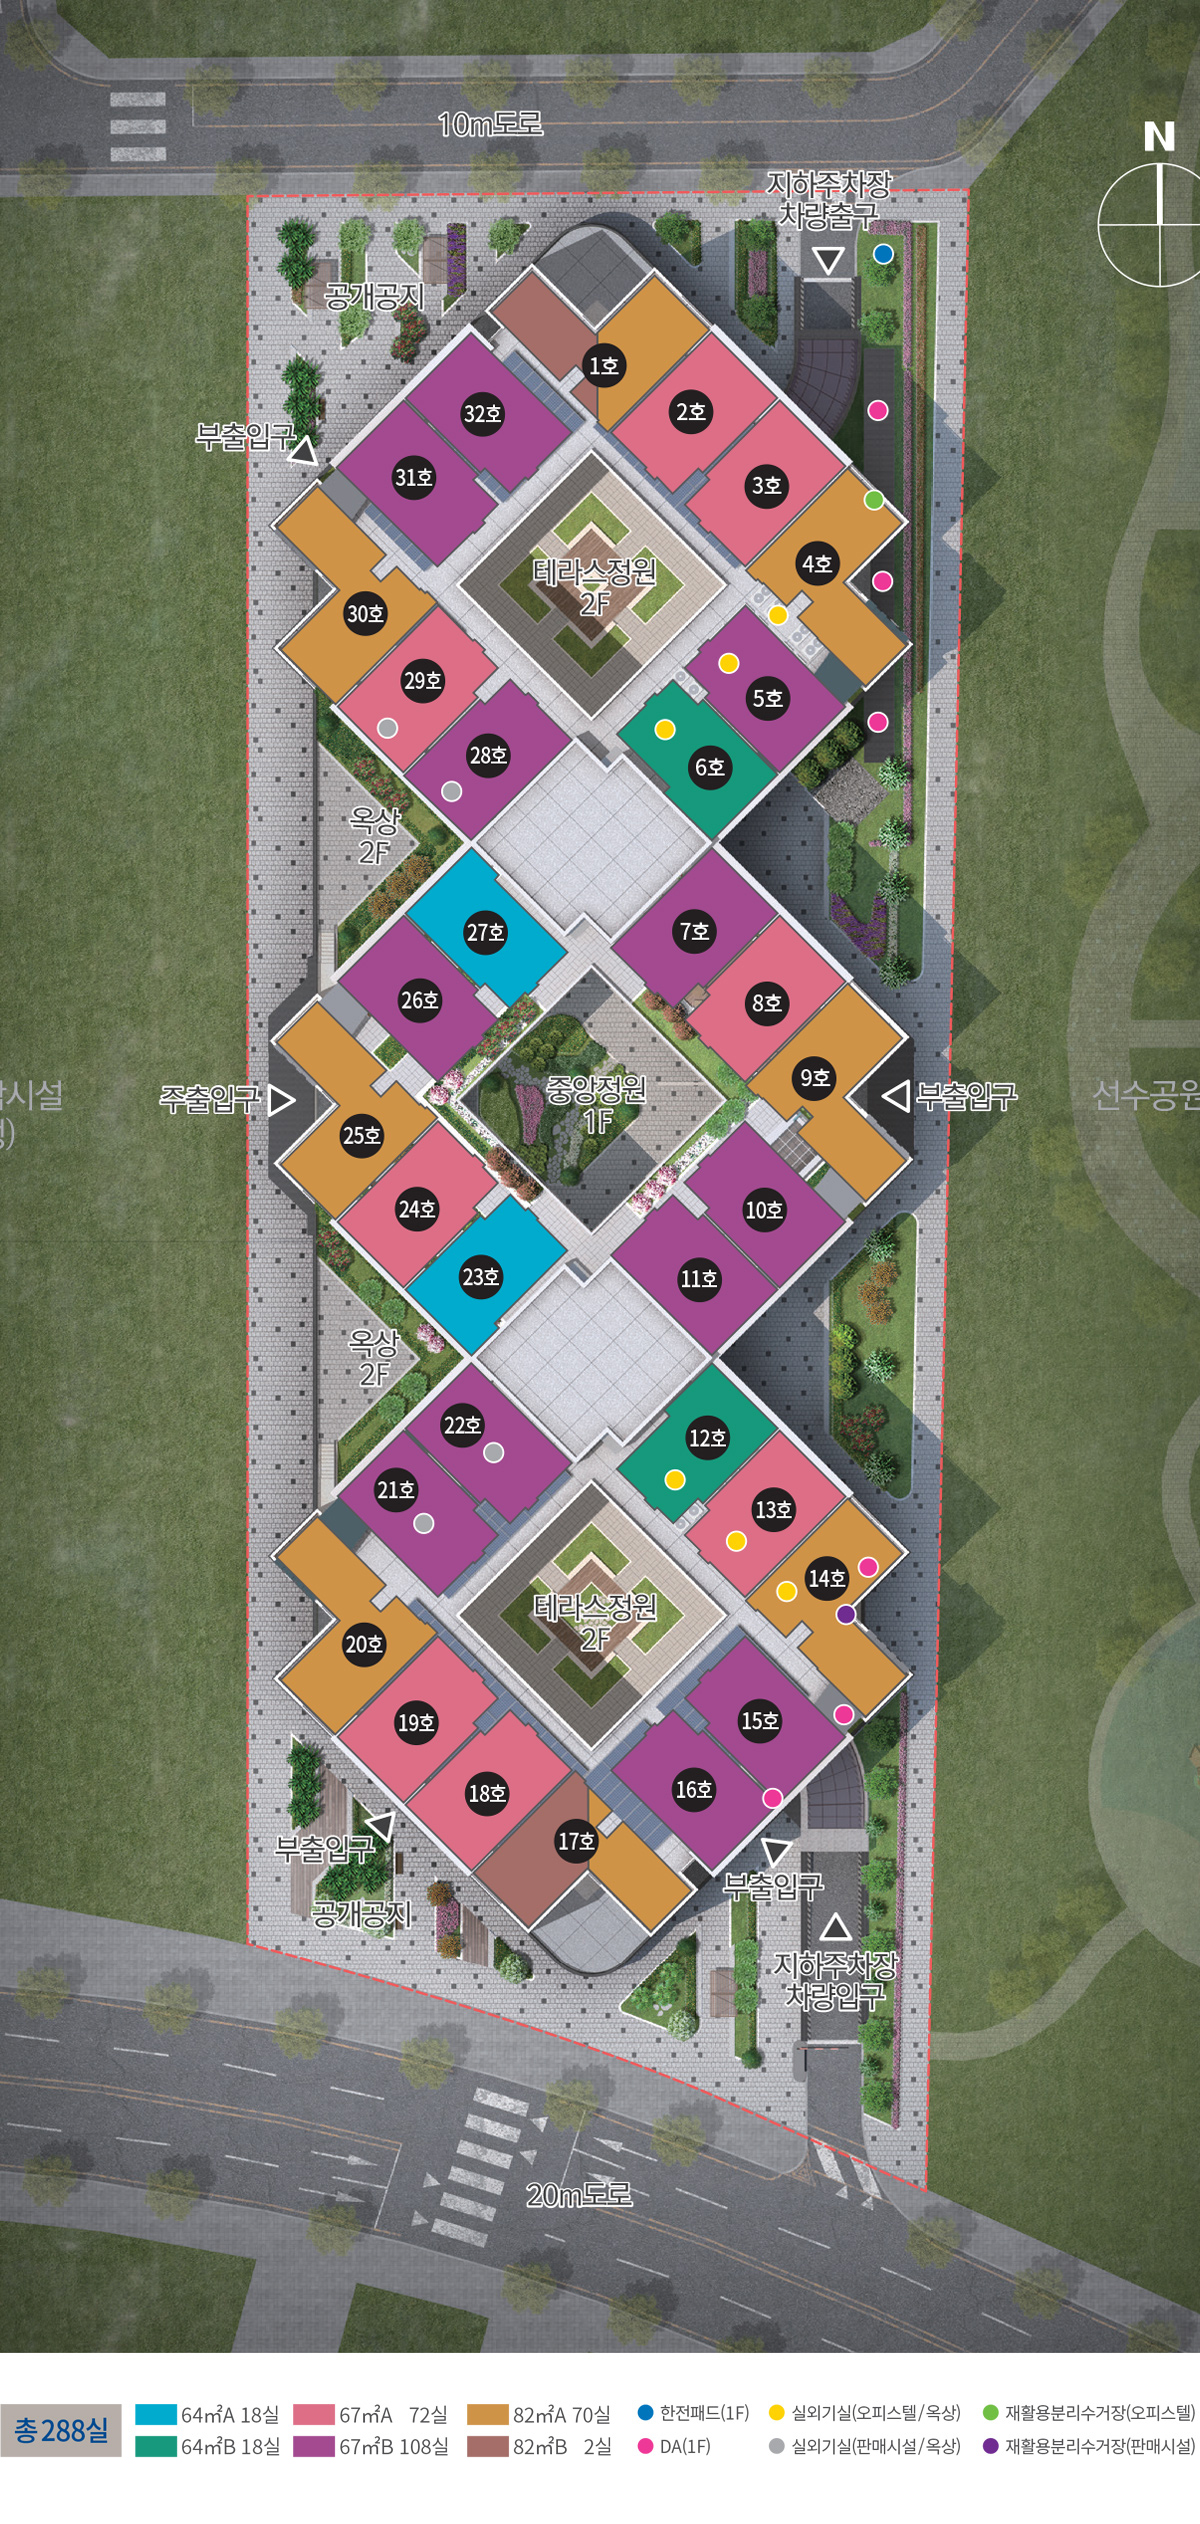 10m도로
N
지하주차장
차량출구
공개공지
1호
32호
2호
부출입구
31호
3호
4호
테라스정원
2F
30호
29호
5호
28호
6호
옥상
2F
27호
7호
26호
8호
9호
중앙정원
1F
주출입구
부출입구
선수공원
25호
24호
10호
23호
11호
옥상
2F
22호
12호
21호
13호
14호
테라스정원
2F
20호
19호
15호
18호
16호
17호
부출입구
부출입구
공개공지
지하주차장
차량입구
20m도로
총 288실
64㎡A 18실
67㎡A 72실
82㎡A 70실
한전패드(1F)
실외기실(오피스텔/옥상)
재활용분리수거장(오피스텔)
64㎡B 18실
67㎡B 108실
82㎡B 2실
DA(1F)
실외기실(판매시설/옥상)
재활용분리수거장(판매시설)